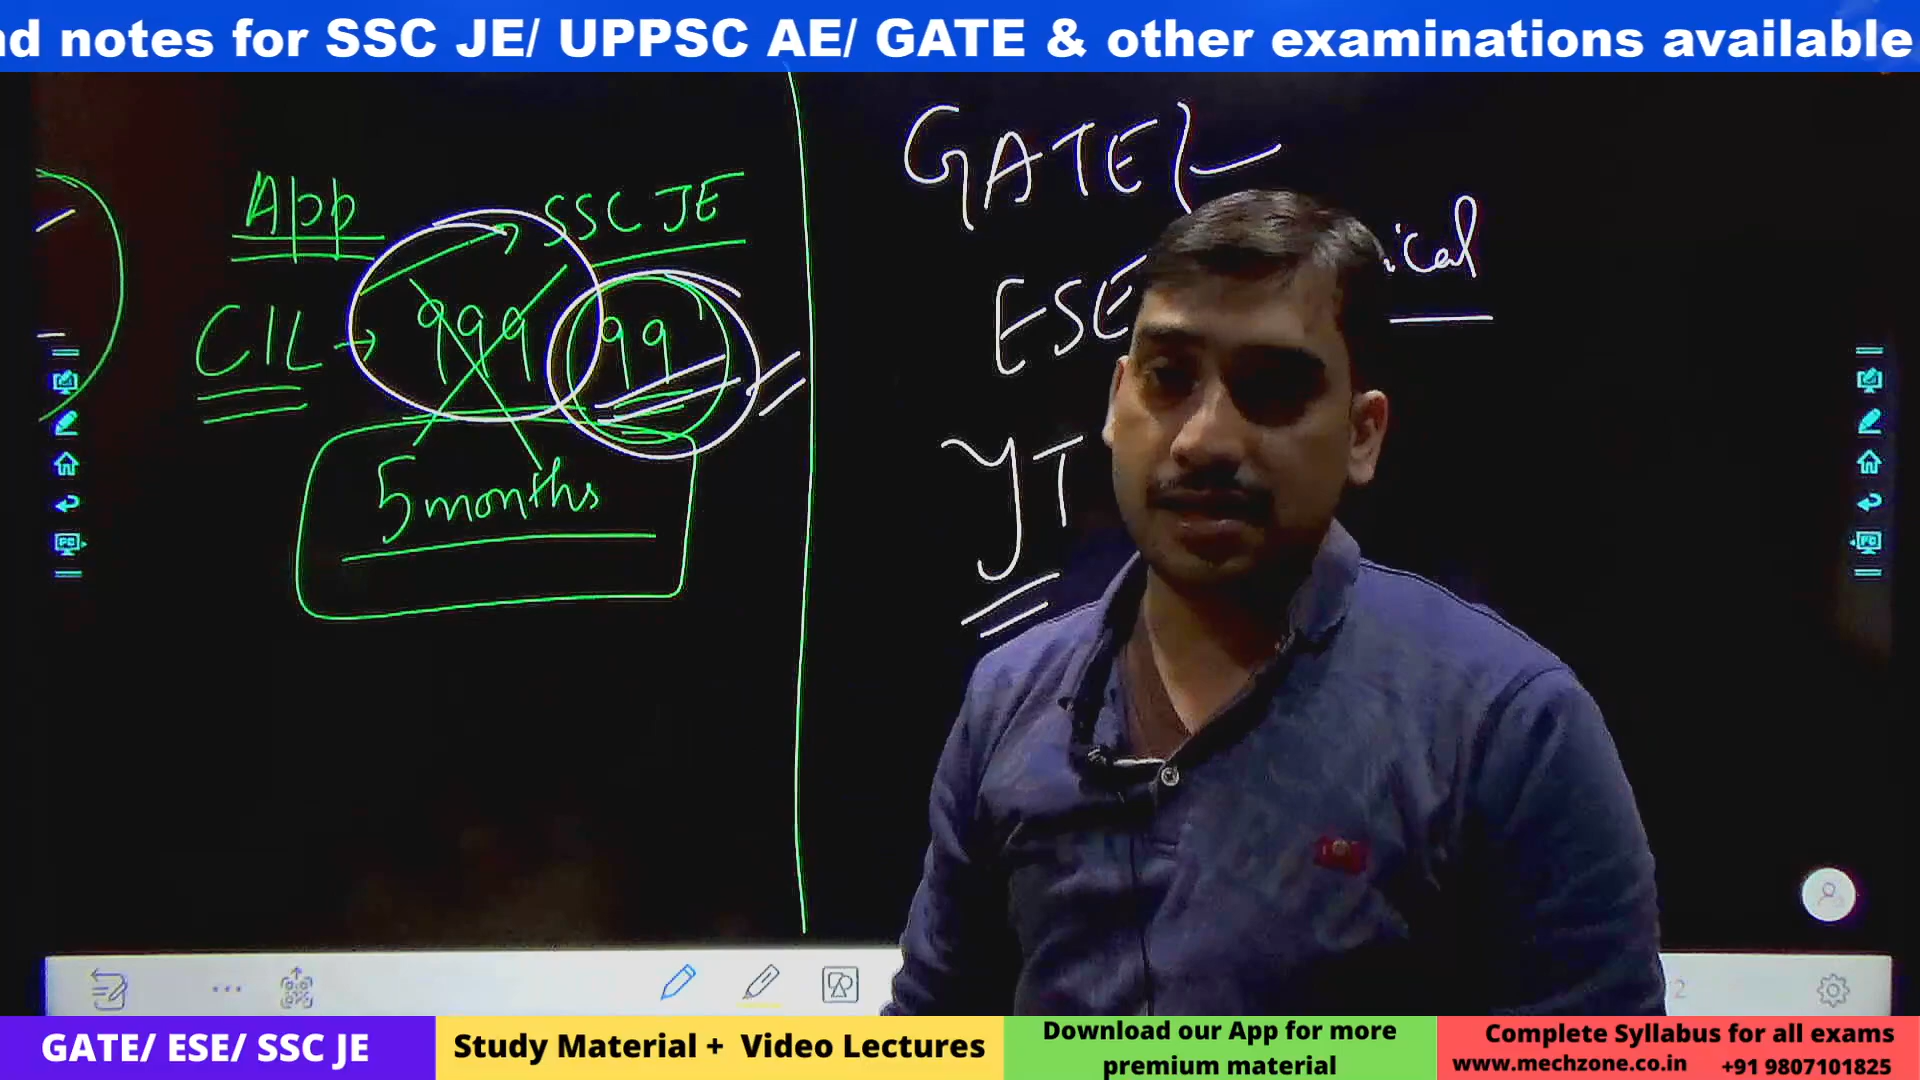 nd notes for SSC JE/ UPPSC AE/ GATE & other examinations available
App
SSC JE
CIL → 999 99
5 months
GATE
ical
ESE
YT
GATE/ ESE/ SSC JE
Study Material + Video Lectures
Download our App for more
premium material
Complete Syllabus for all exams
www.mechzone.co.in +91 9807101825